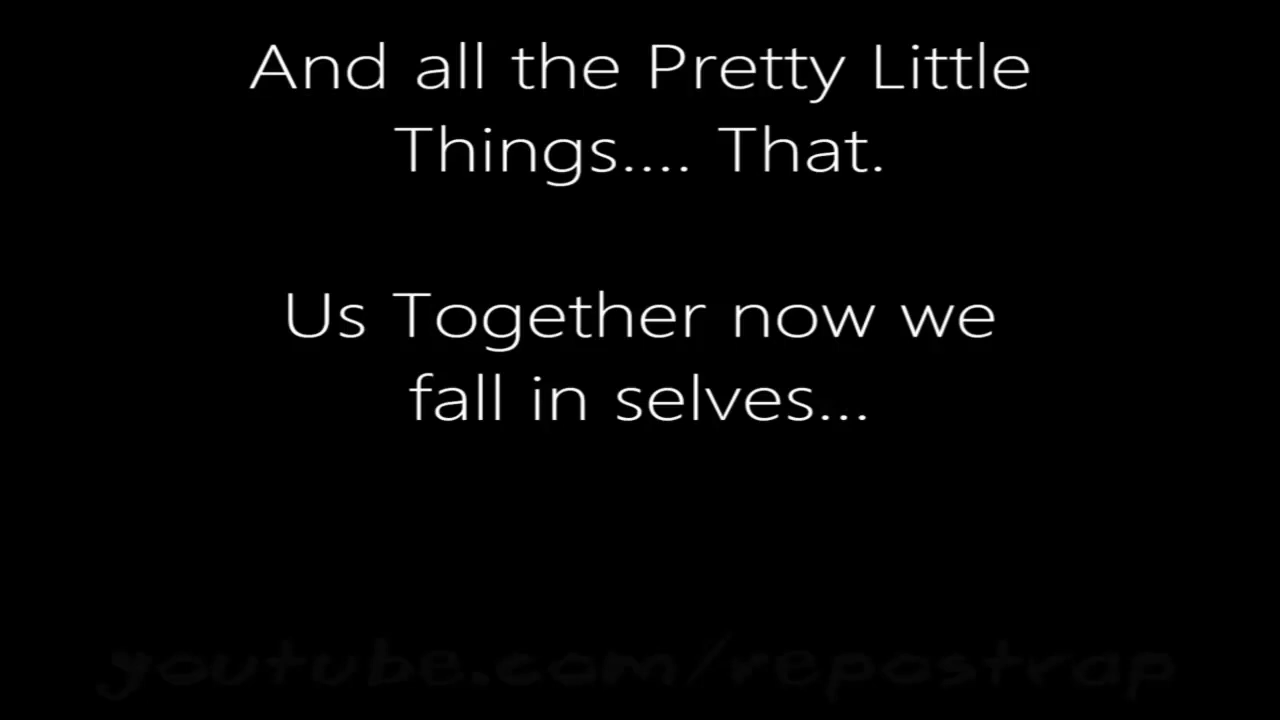 And all the Pretty Little
Things.... That.
Us Together now we
fall in selves...
youtube.com/repostrap